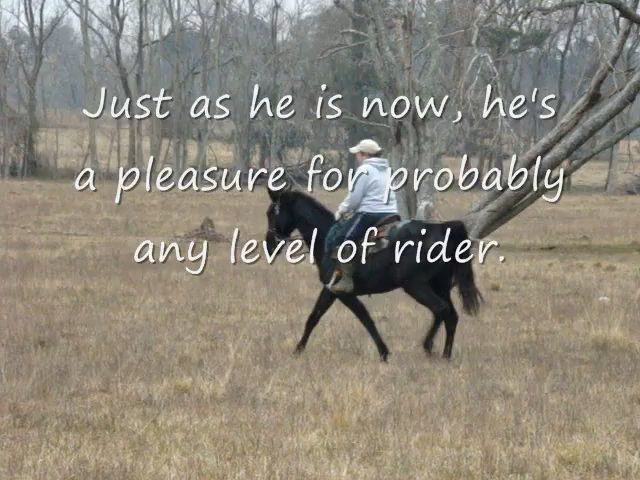 Just as he is now, he's
a pleasure for probably
any level of rider.